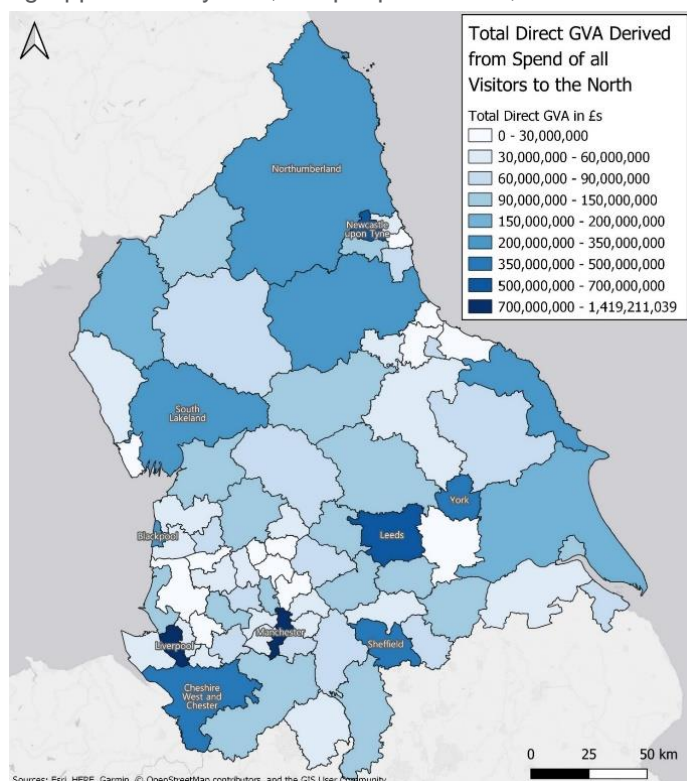 Total Direct GVA Derived
from Spend of all
Visitors to the North
Total Direct GVA in £s
0 - 30,000,000
30,000,000 - 60,000,000
60,000,000 - 90,000,000
90,000,000 - 150,000,000
150,000,000 - 200,000,000
200,000,000 - 350,000,000
350,000,000 - 500,000,000
500,000,000 - 700,000,000
700,000,000 - 1,419,211,039
Northumberland
Newcastle
upon Tyne
South
Lakeland
York
Blackpool
Leeds
Manchester
Liverpool
Sheffield
Cheshire
West and
Chester
0 25 50 km
Sources: Esri, HERE, Garmin, © OpenStreetMap contributors, and the GIS User Community